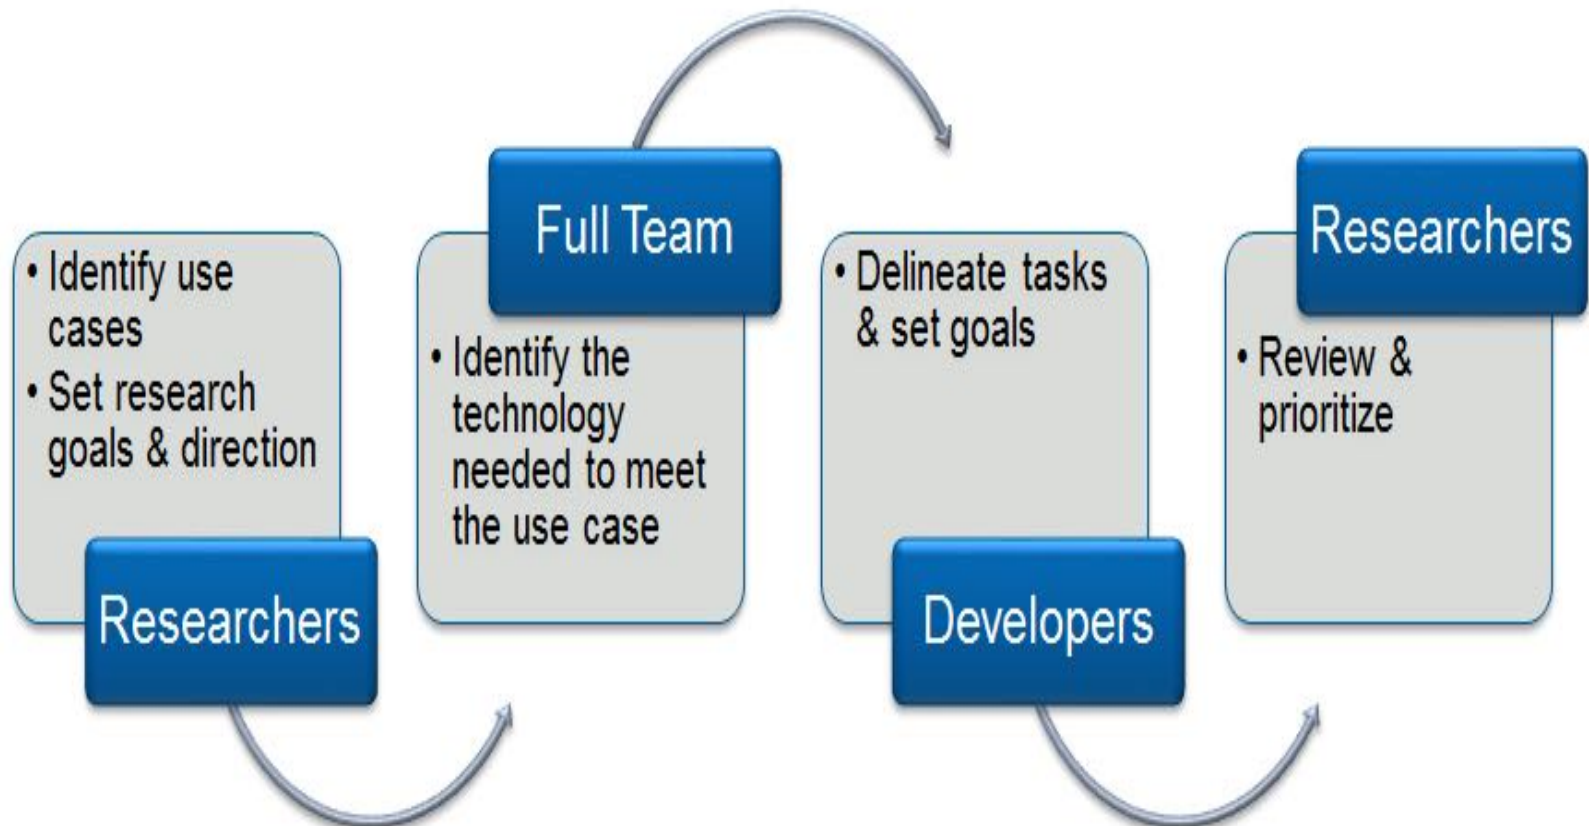 • Identify use
cases
• Set research
goals & direction
Researchers
Full Team
• Identify the
technology
needed to meet
the use case
• Delineate tasks
& set goals
Developers
Researchers
• Review &
prioritize